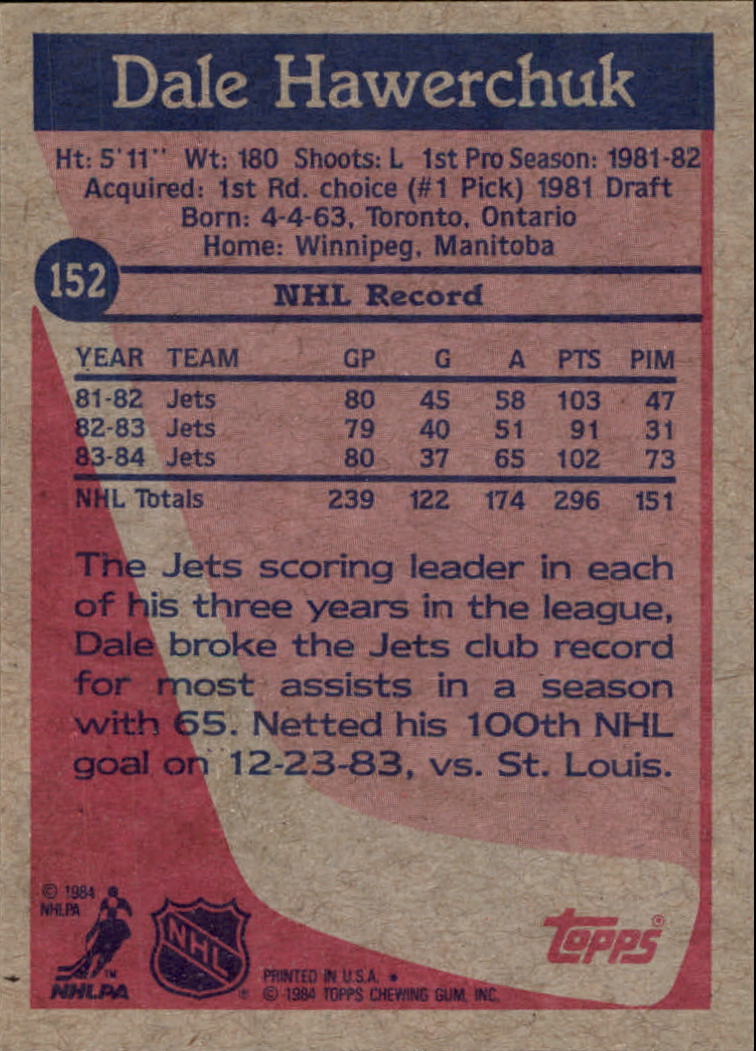 Dale Hawerchuk
Ht: 5'11'' Wt: 180 Shoots: L 1st Pro Season: 1981-82
Acquired: 1st Rd. choice (#1 Pick) 1981 Draft
Born: 4-4-63, Toronto, Ontario
Home: Winnipeg, Manitoba
152
NHL Record
YEAR TEAM GP G A PTS PIM
81-82 Jets 80 45 58 103 47
82-83 Jets 79 40 51 91 31
83-84 Jets 80 37 65 102 73
NHL Totals 239 122 174 296 151
The Jets scoring leader in each
of his three years in the league,
Dale broke the Jets club record
for most assists in a season
with 65. Netted his 100th NHL
goal on 12-23-83, vs. St. Louis.
© 1984
NHLPA
TM
NHLPA
NHL
®
topps®
PRINTED IN U.S.A. *
© 1984 TOPPS CHEWING GUM, INC.